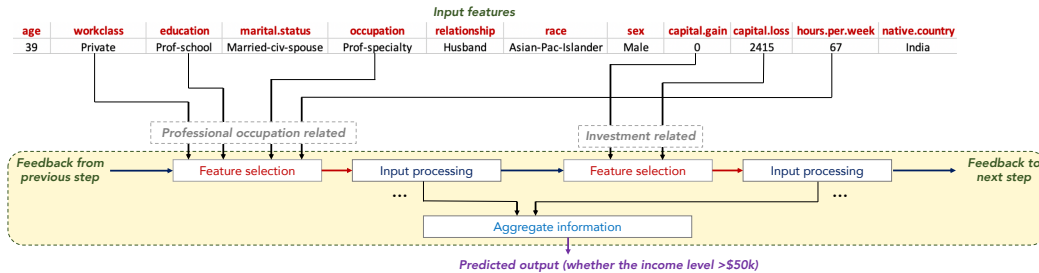 Input features
age workclass education marital.status occupation relationship race sex capital.gain capital.loss hours.per.week native.country
39 Private Prof-school Married-civ-spouse Prof-specialty Husband Asian-Pac-Islander Male 0 2415 67 India
Professional occupation related
Investment related
Feedback from
previous step
Feature selection
Input processing
Feature selection
Input processing
Feedback to
next step
...
...
Aggregate information
Predicted output (whether the income level >$50k)